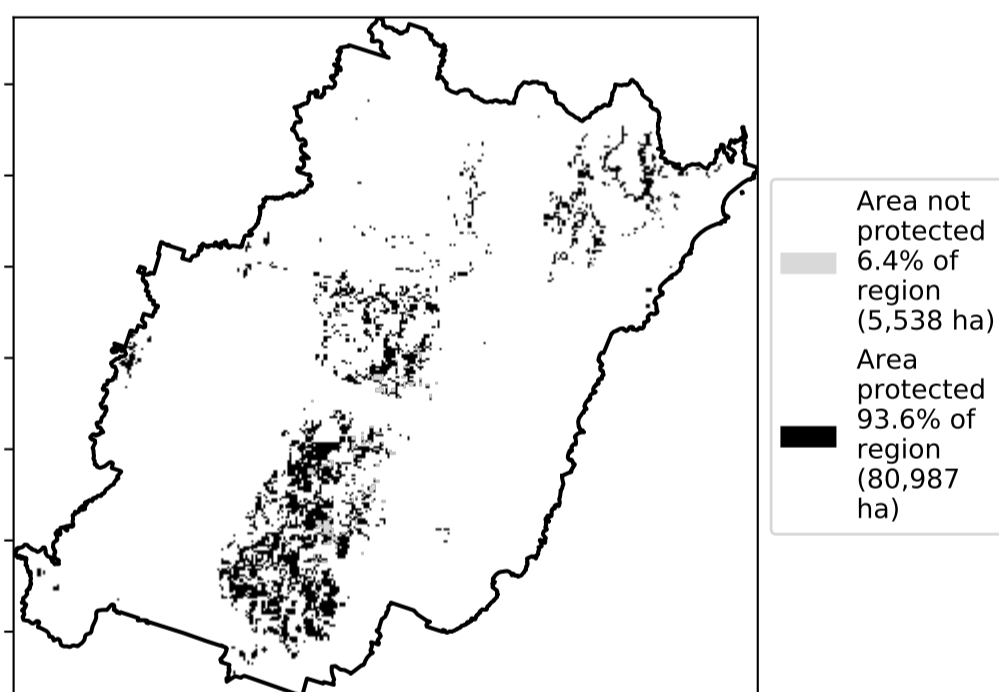 Area not
protected
6.4% of
region
(5,538 ha)
Area
protected
93.6% of
region
(80,987
ha)